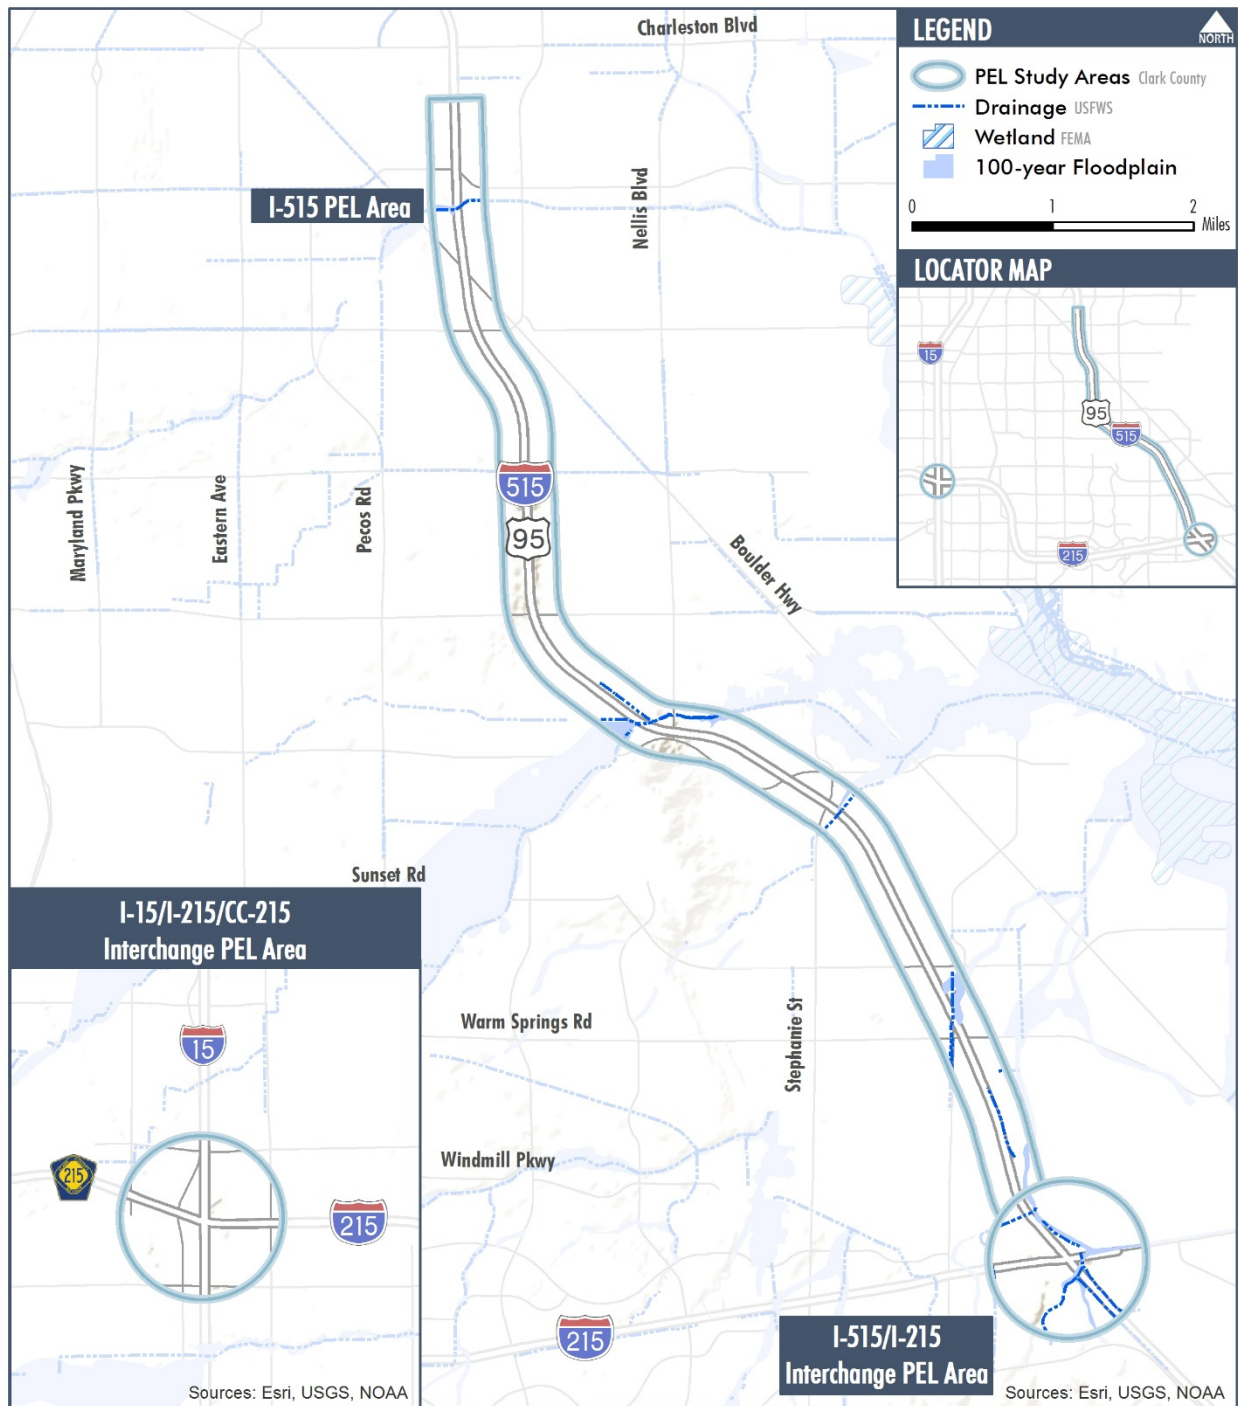 Charleston Blvd
LEGEND
NORTH
PEL Study Areas Clark County
Drainage USFWS
Wetland FEMA
100-year Floodplain
0 1 2
Miles
LOCATOR MAP
15
95
515
215
I-515 PEL Area
Nellis Blvd
Maryland Pkwy
Eastern Ave
Pecos Rd
515
95
Boulder Hwy
Sunset Rd
I-15/I-215/CC-215
Interchange PEL Area
15
215
215
Sources: Esri, USGS, NOAA
Warm Springs Rd
Stephanie St
Windmill Pkwy
215
I-515/I-215
Interchange PEL Area
Sources: Esri, USGS, NOAA